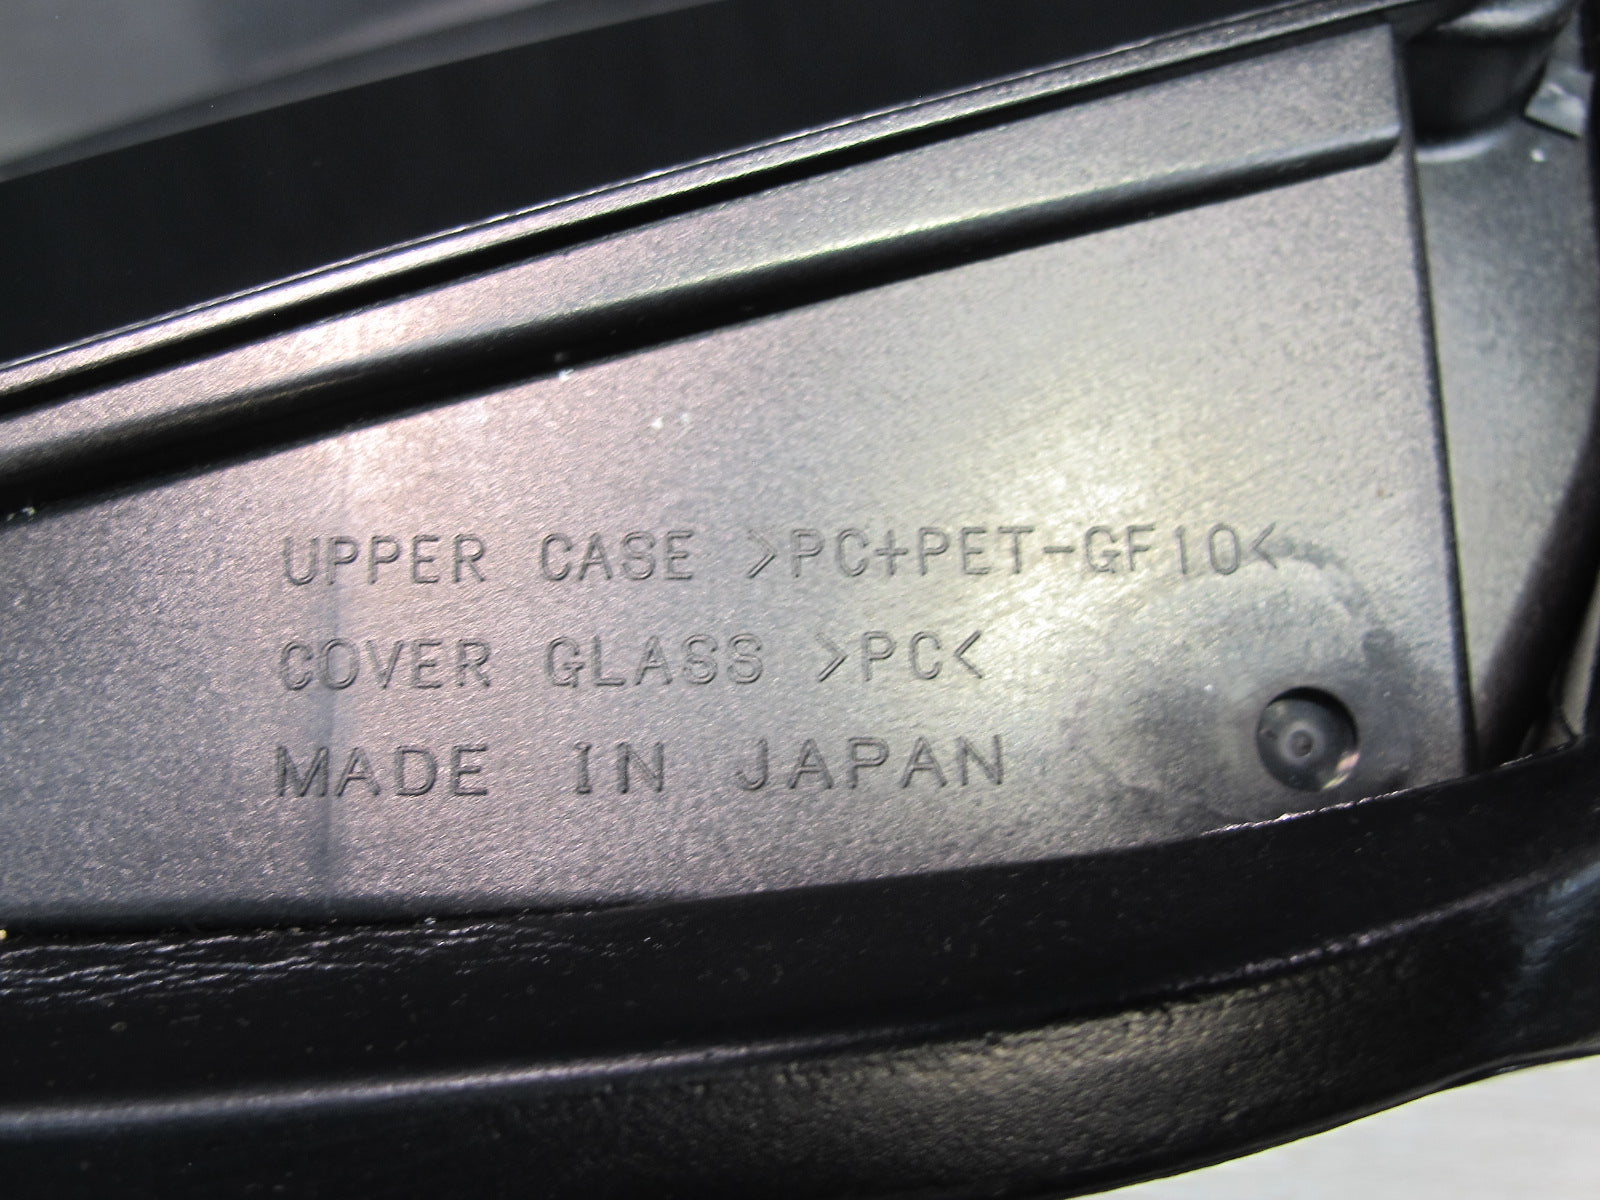 UPPER CASE >PC+PET-GF10<
COVER GLASS >PC<
MADE IN JAPAN